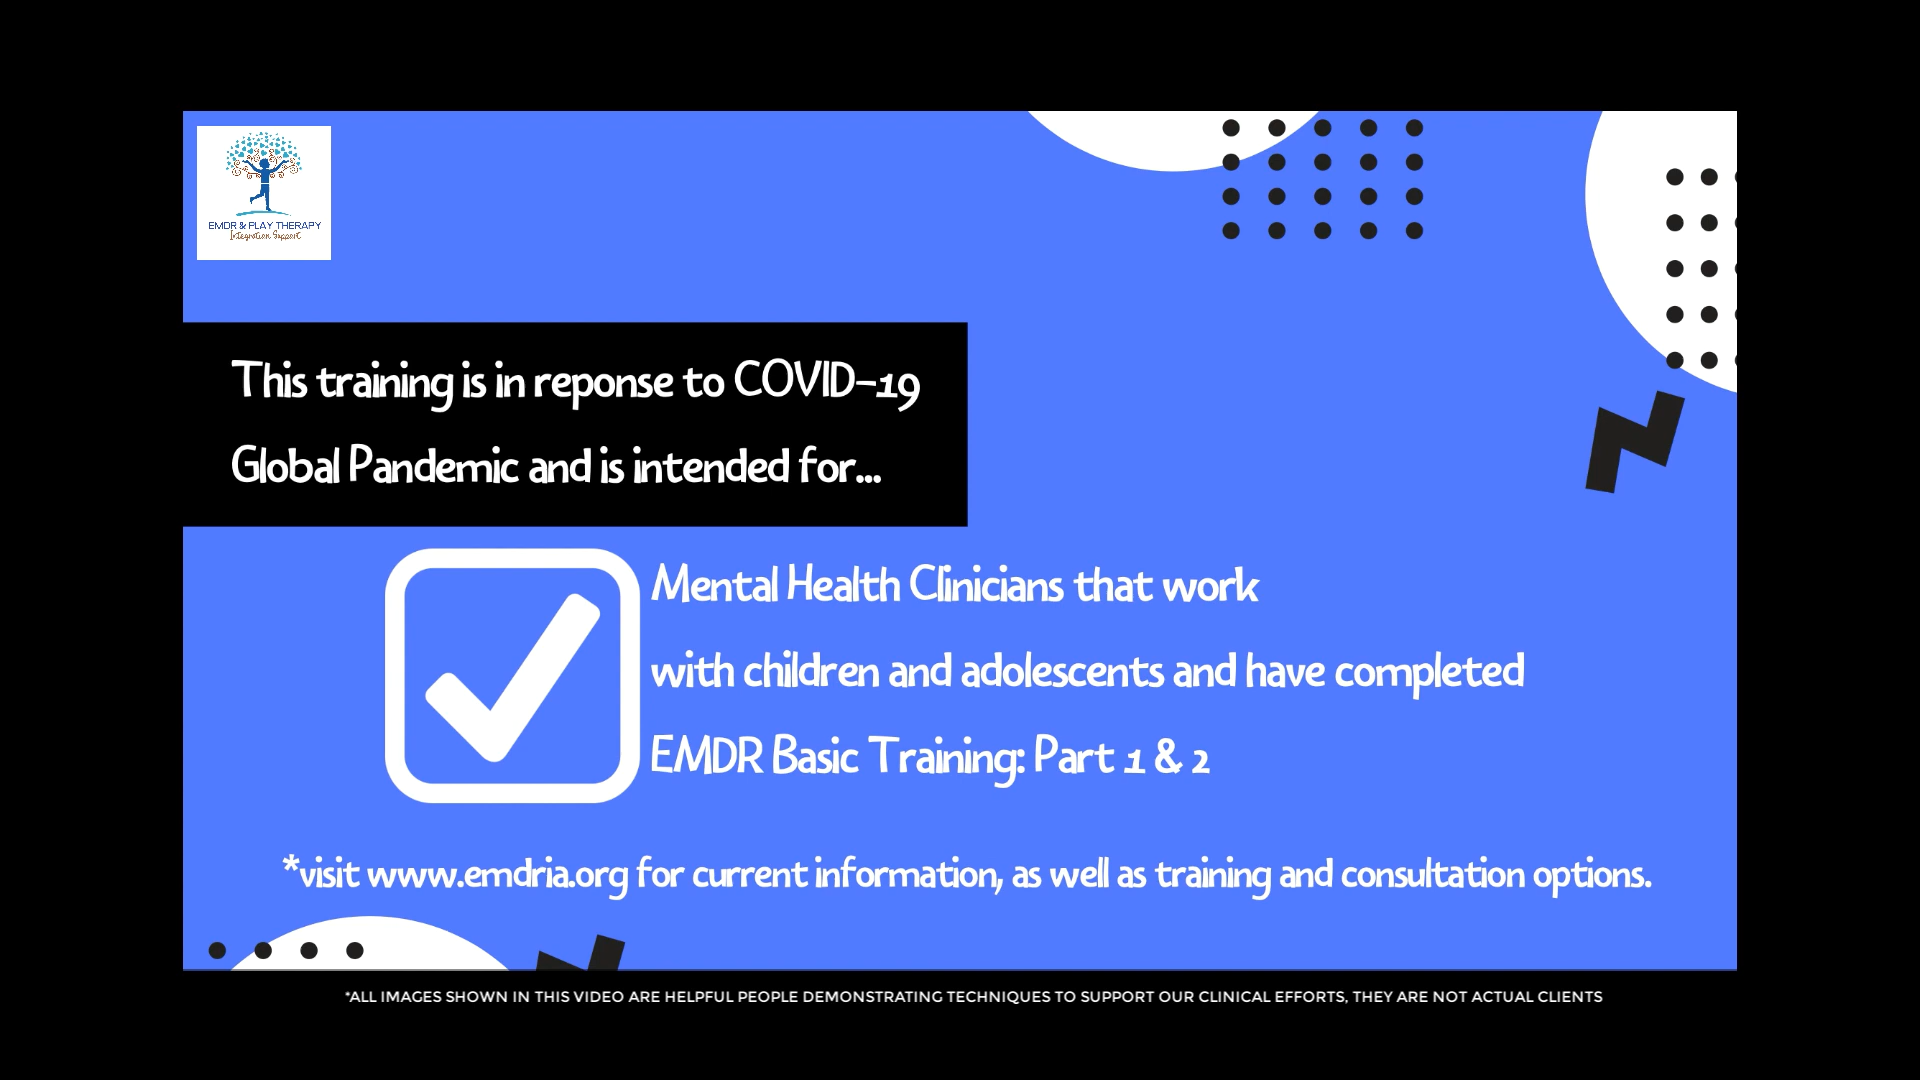 EMDR & PLAY THERAPY
Integration Support
This training is in reponse to COVID-19
Global Pandemic and is intended for...
Mental Health Clinicians that work
with children and adolescents and have completed
EMDR Basic Training: Part 1 & 2
*visit www.emdria.org for current information, as well as training and consultation options.
*ALL IMAGES SHOWN IN THIS VIDEO ARE HELPFUL PEOPLE DEMONSTRATING TECHNIQUES TO SUPPORT OUR CLINICAL EFFORTS, THEY ARE NOT ACTUAL CLIENTS